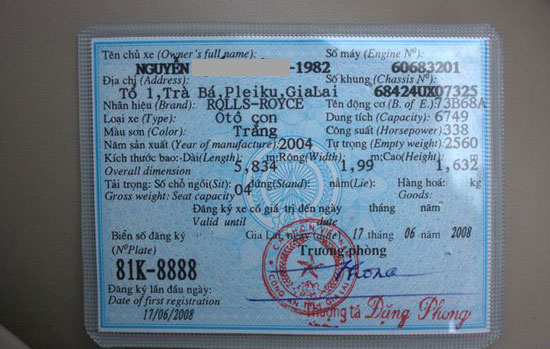 Tên chủ xe (Owner's full name): Số máy (Engine Nº):
NGUYỄN -1982 60683201
Địa chỉ (Address): Số khung (Chassis Nº):
Tổ 1,Trà Bá,Pleiku,GiaLai 68424UX07325
Nhãn hiệu (Brand): ROLLS-ROYCE Tên động cơ (B. of E.): 73B68A
Loại xe (Type): Ôtô con Dung tích (Capacity): 6749
Màu sơn (Color): Trắng Công suất (Horsepower): 338
Năm sản xuất (Year of manufacture): 2004 Tự trọng (Empty weight): 2560
Kích thước bao:-Dài(Length): m;Rộng(Width): m;Cao(Height): m
Overall dimension 5,834 1,99 1,632
Tải trọng: Số chỗ ngồi(Sit): 04 đứng(Stand): nằm(Lie): Hàng hoá: kg
Gross weight: Seat capacity Goods:
Đăng ký xe có giá trị đến ngày tháng năm
Valid until date
Biển số đăng ký Gia Lai, ngày (date) 17 06 năm 2008
(NºPlate) Trưởng phòng
81K-8888
Đăng ký lần đầu ngày:
Date of first registration
17/06/2008 Thượng tá Đặng Phong